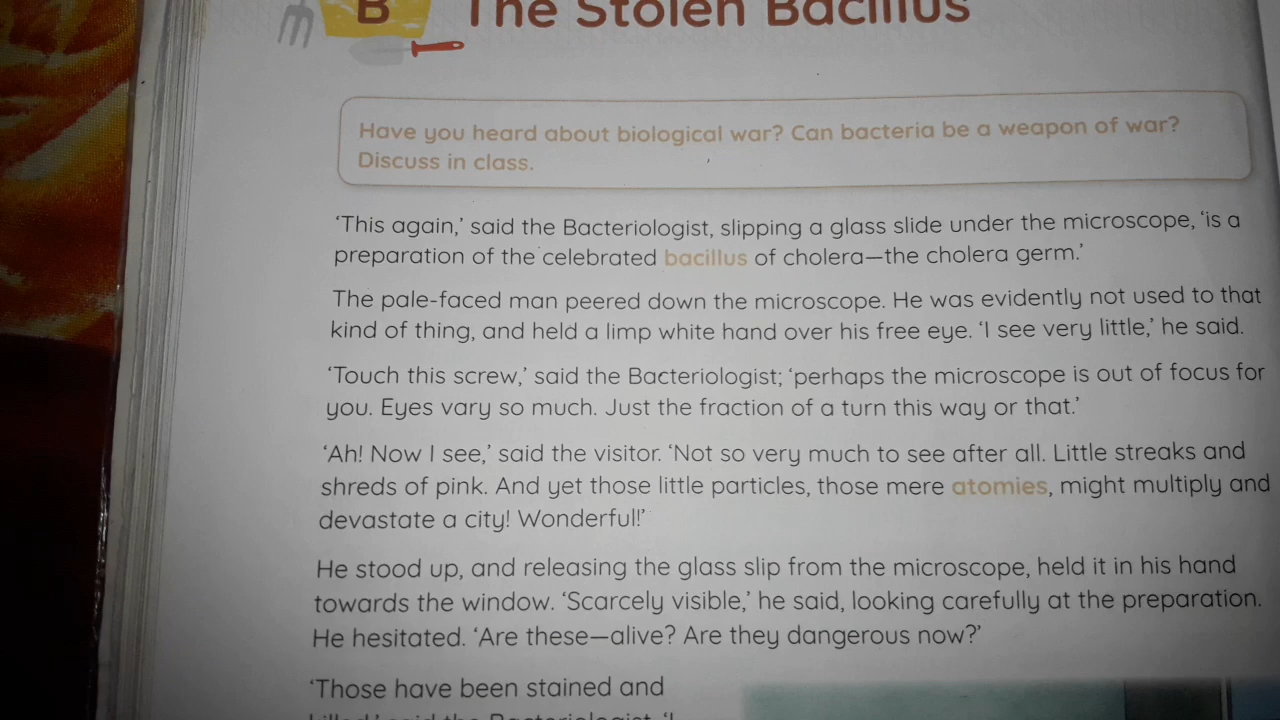 B The Stolen Bacillus
Have you heard about biological war? Can bacteria be a weapon of war?
Discuss in class.
‘This again,’ said the Bacteriologist, slipping a glass slide under the microscope, ‘is a
preparation of the celebrated bacillus of cholera—the cholera germ.’
The pale-faced man peered down the microscope. He was evidently not used to that
kind of thing, and held a limp white hand over his free eye. ‘I see very little,’ he said.
‘Touch this screw,’ said the Bacteriologist; ‘perhaps the microscope is out of focus for
you. Eyes vary so much. Just the fraction of a turn this way or that.’
‘Ah! Now I see,’ said the visitor. ‘Not so very much to see after all. Little streaks and
shreds of pink. And yet those little particles, those mere atomies, might multiply and
devastate a city! Wonderful!’
He stood up, and releasing the glass slip from the microscope, held it in his hand
towards the window. ‘Scarcely visible,’ he said, looking carefully at the preparation.
He hesitated. ‘Are these—alive? Are they dangerous now?’
‘Those have been stained and
killed,’ said the Bacteriologist. ‘I